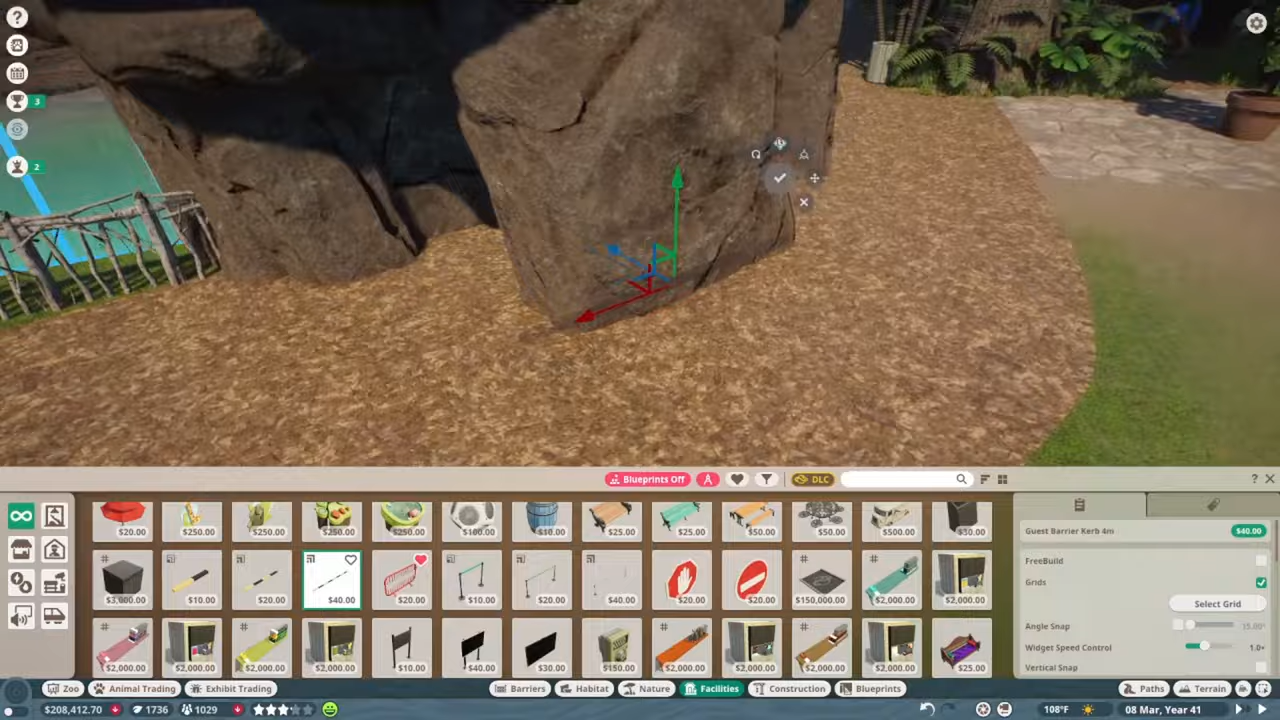 ?
3
2
Blueprints Off
DLC
?
$20.00 $250.00 $250.00 $250.00 $250.00 $100.00 $10.00 $25.00 $25.00 $50.00 $200.00 $500.00 $30.00
Guest Barrier Kerb 4m $40.00
FreeBuild
Grids
Select Grid
Angle Snap 15.00°
Widget Speed Control 1.0×
Vertical Snap
$3,000.00 $10.00 $20.00 $40.00 $20.00 $10.00 $20.00 $40.00 $20.00 $20.00 $150,000.00 $2,000.00 $2,000.00
$2,000.00 $2,000.00 $2,000.00 $2,000.00 $10.00 $40.00 $30.00 $150.00 $2,000.00 $2,000.00 $2,000.00 $2,000.00 $25.00
Zoo Animal Trading Exhibit Trading Barriers Habitat Nature Facilities Construction Blueprints Paths Terrain
$208,412.70 1736 1029 108°F 08 Mar, Year 41